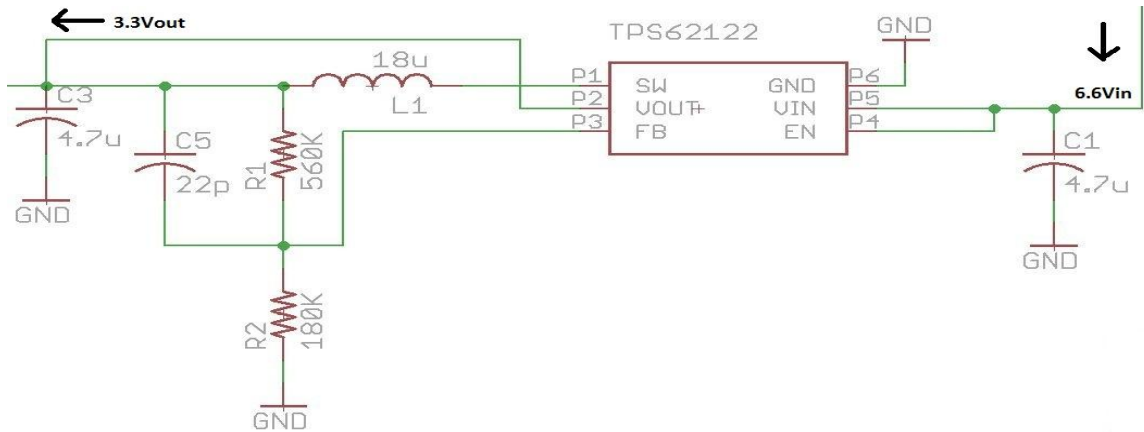 3.3Vout
TPS62122
GND
18u
L1
P1
SW
GND
P6
P2
VOUT+
VIN
P5
6.6Vin
P3
FB
EN
P4
C3
4.7u
C5
22p
R1
560K
C1
4.7u
GND
GND
R2
180K
GND